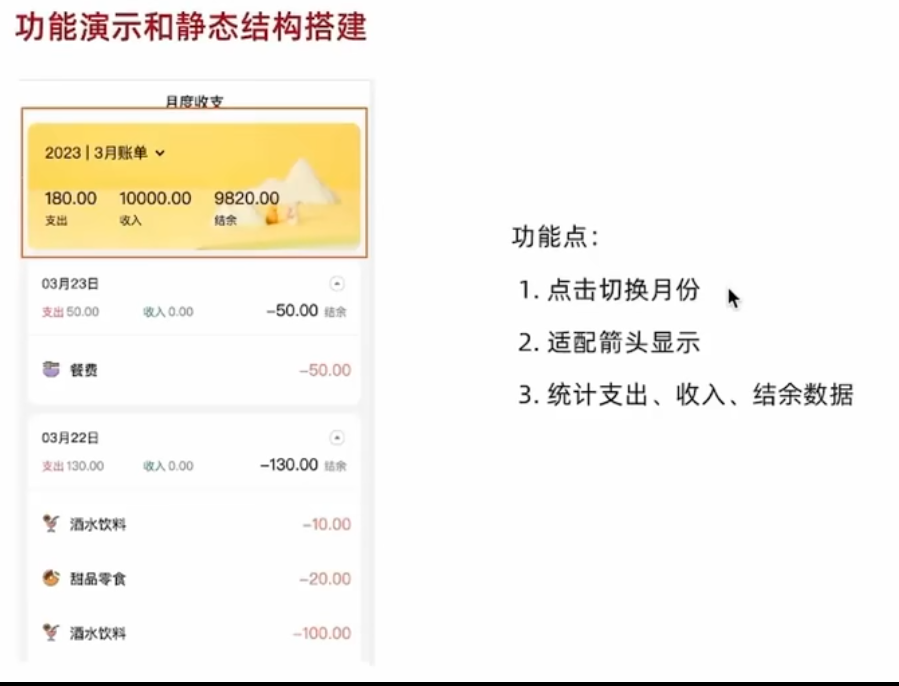 功能演示和静态结构搭建
月度收支
2023 | 3月账单
180.00 10000.00 9820.00
支出 收入 结余
03月23日
支出 50.00 收入 0.00 -50.00 结余
餐费 -50.00
03月22日
支出 130.00 收入 0.00 -130.00 结余
酒水饮料 -10.00
甜品零食 -20.00
酒水饮料 -100.00
功能点：
1. 点击切换月份
2. 适配箭头显示
3. 统计支出、收入、结余数据